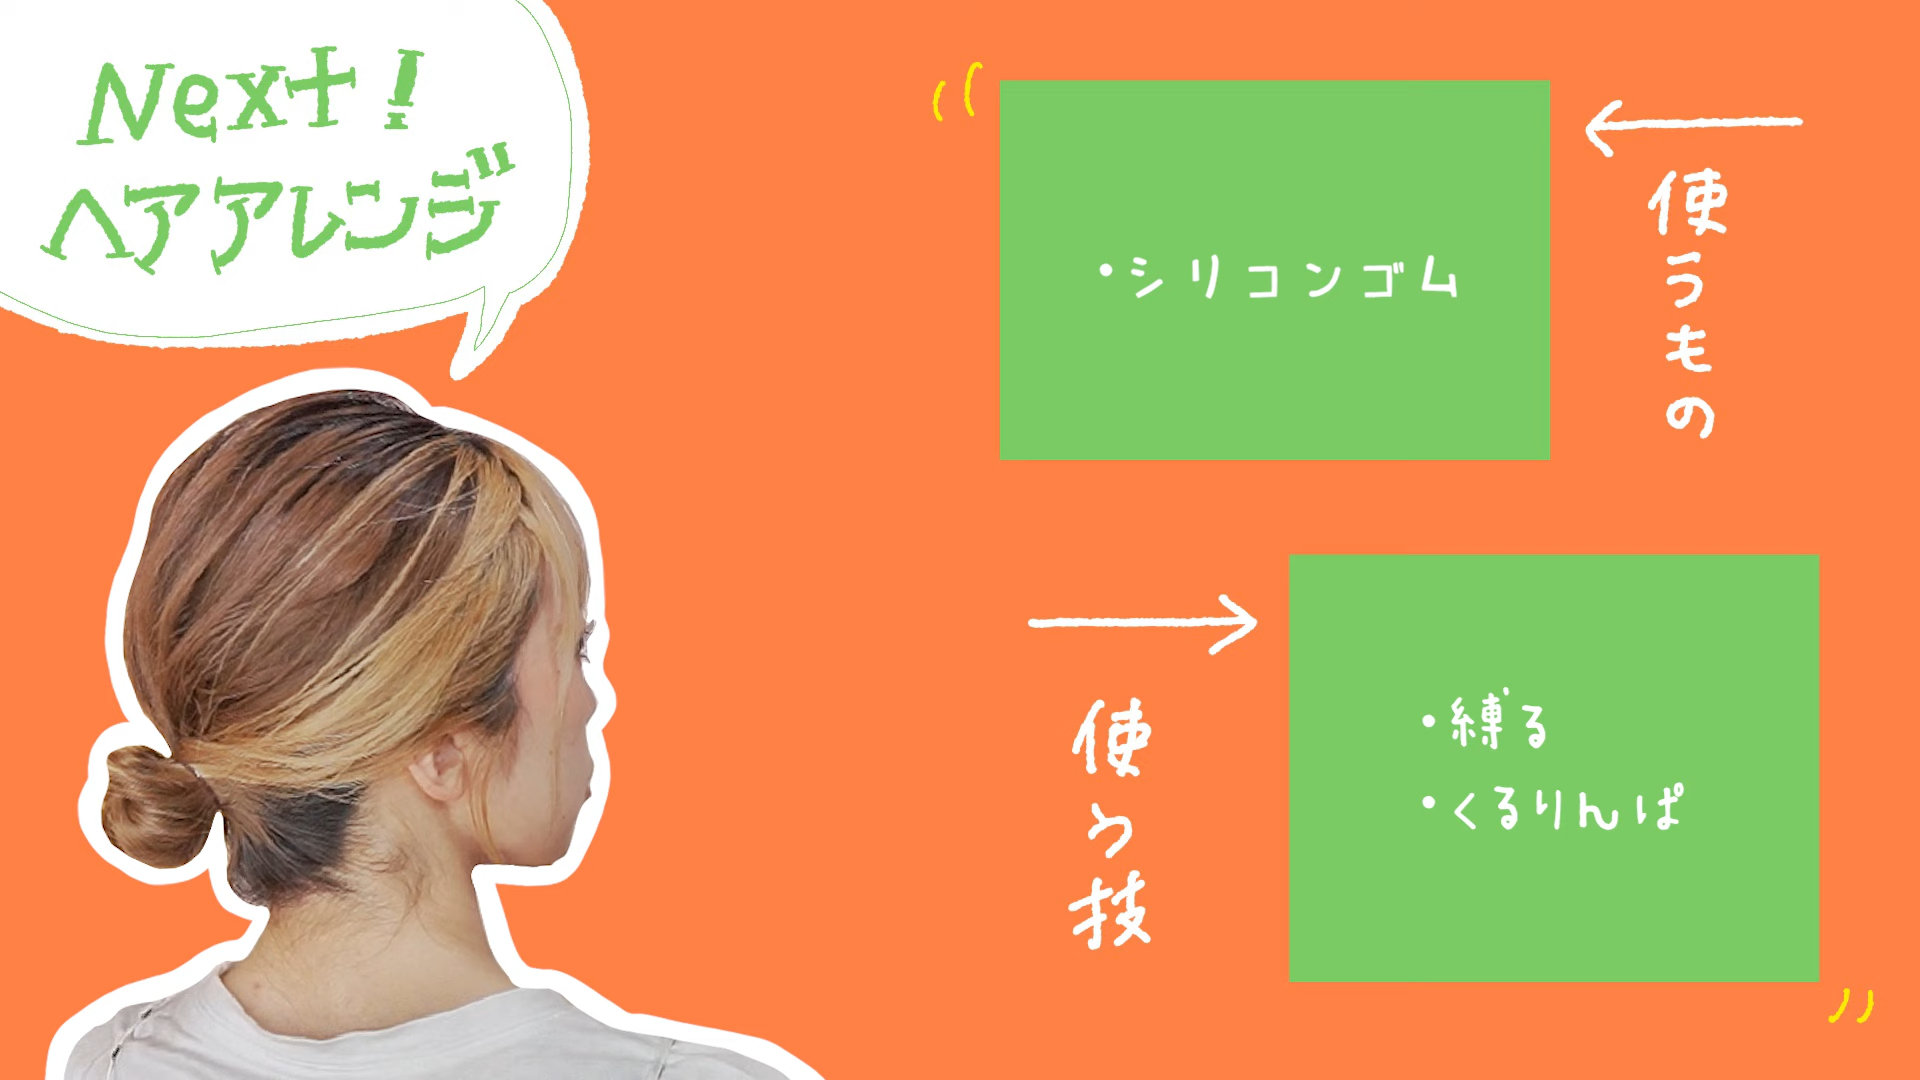 Next!
ヘアアレンジ
使うもの
・シリコンゴム
使う技
・縛る
・くるりんぱ